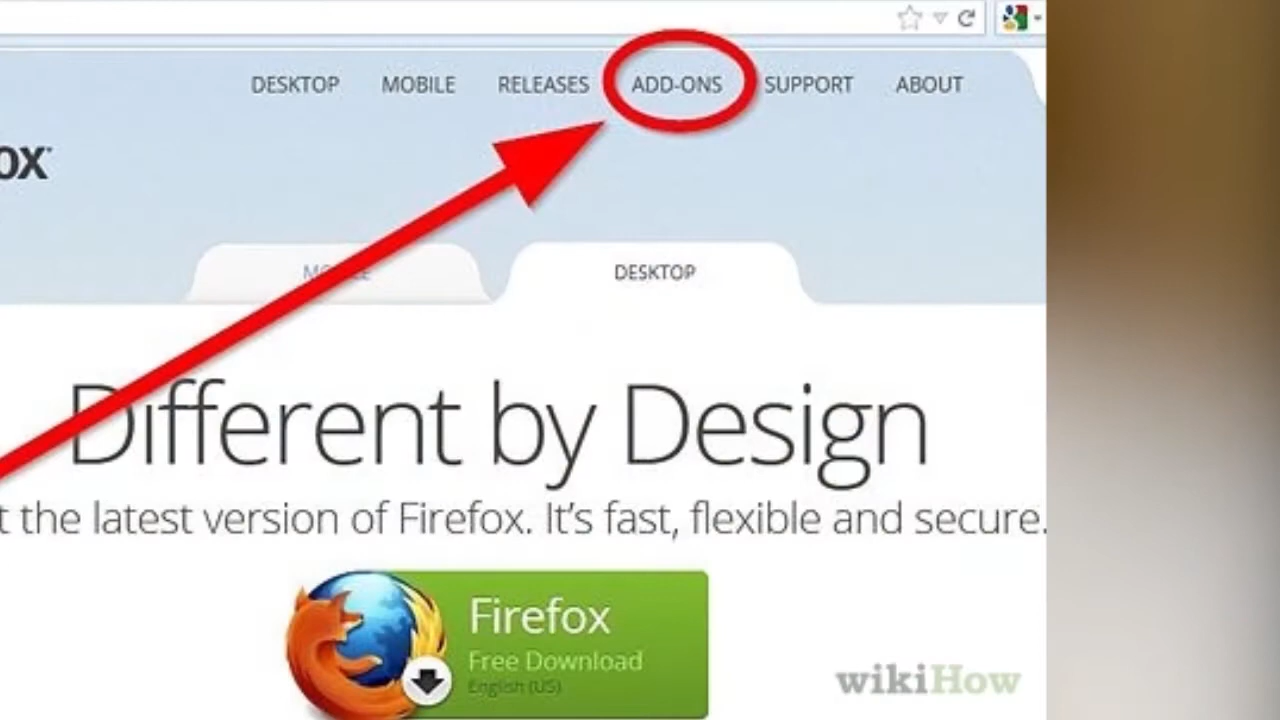 DESKTOP MOBILE RELEASES ADD-ONS SUPPORT ABOUT
ox
DESKTOP
Different by Design
t the latest version of Firefox. It's fast, flexible and secure.
Firefox
Free Download
English (US)
wikiHow